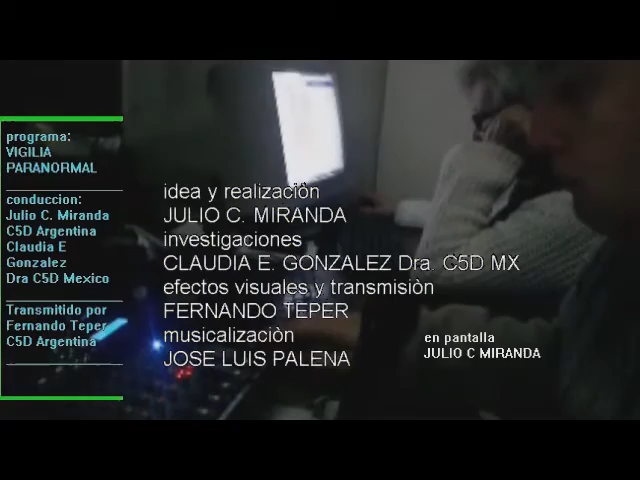 programa:
VIGILIA
PARANORMAL
conduccion:
Julio C. Miranda
C5D Argentina
Claudia E
Gonzalez
Dra C5D Mexico
Transmitido por
Fernando Teper
C5D Argentina
idea y realizaciòn
JULIO C. MIRANDA
investigaciones
CLAUDIA E. GONZALEZ Dra. C5D MX
efectos visuales y transmisiòn
FERNANDO TEPER
musicalizaciòn
JOSE LUIS PALENA
en pantalla
JULIO C MIRANDA